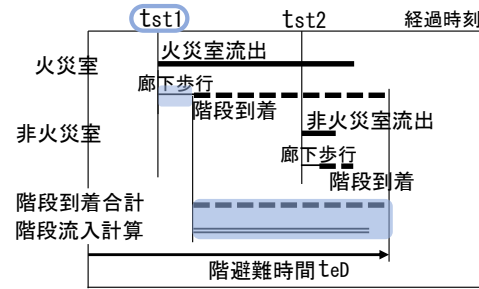 tst1 tst2 経過時刻
火災室流出
火災室
廊下歩行
階段到着
非火災室流出
非火災室
廊下歩行
階段到着
階段到着合計
階段流入計算
階避難時間teD